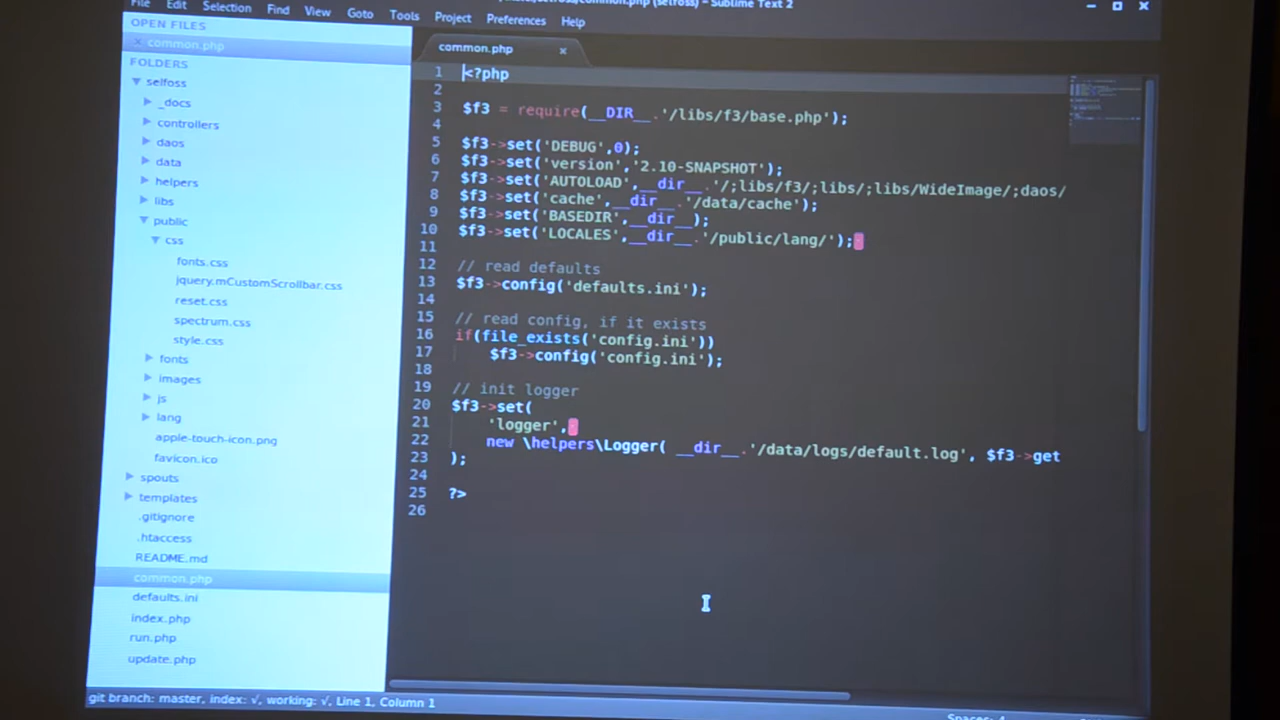 common.php (selfoss) – Sublime Text 2
File Edit Selection Find View Goto Tools Project Preferences Help
OPEN FILES
× common.php
FOLDERS
selfoss
_docs
controllers
daos
data
helpers
libs
public
css
fonts.css
jquery.mCustomScrollbar.css
reset.css
spectrum.css
style.css
fonts
images
js
lang
apple-touch-icon.png
favicon.ico
spouts
templates
.gitignore
.htaccess
README.md
common.php
defaults.ini
index.php
run.php
update.php
common.php ×
1 <?php
2
3 $f3 = require(__DIR__.'/libs/f3/base.php');
4
5 $f3->set('DEBUG',0);
6 $f3->set('version','2.10-SNAPSHOT');
7 $f3->set('AUTOLOAD',__dir__.'/;libs/f3/;libs/;libs/WideImage/;daos/
8 $f3->set('cache',__dir__.'/data/cache');
9 $f3->set('BASEDIR',__dir__);
10 $f3->set('LOCALES',__dir__.'/public/lang/');
11
12 // read defaults
13 $f3->config('defaults.ini');
14
15 // read config, if it exists
16 if(file_exists('config.ini'))
17 $f3->config('config.ini');
18
19 // init logger
20 $f3->set(
21 'logger',
22 new \helpers\Logger( __dir__.'/data/logs/default.log', $f3->get
23 );
24
25 ?>
26
git branch: master, index: √, working: √, Line 1, Column 1
Spaces: 4